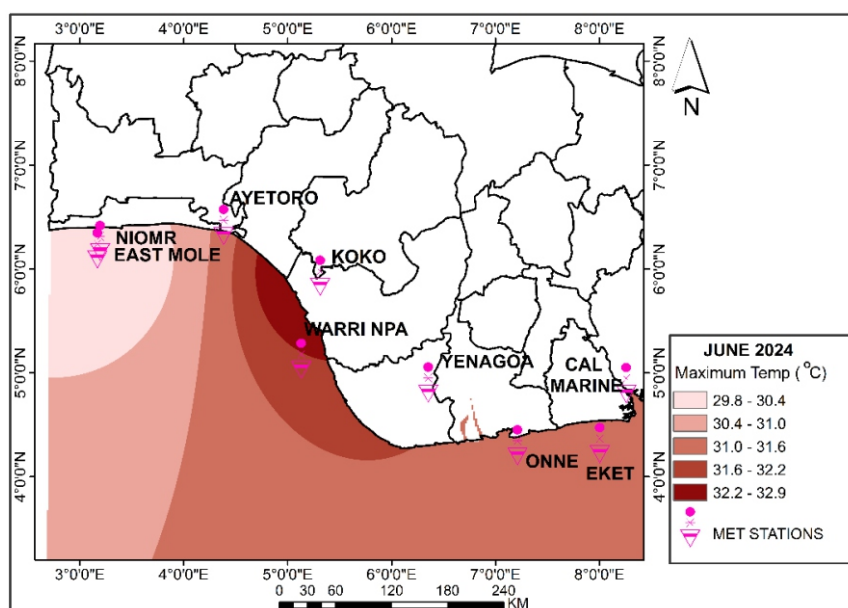 3°0'0"E 4°0'0"E 5°0'0"E 6°0'0"E 7°0'0"E 8°0'0"E
8°0'0"N
7°0'0"N
6°0'0"N
5°0'0"N
4°0'0"N
N
AYETORO
NIOMR
EAST MOLE
KOKO
WARRI NPA
YENAGOA
CAL
MARINE
ONNE
EKET
8°0'0"N
7°0'0"N
6°0'0"N
5°0'0"N
4°0'0"N
JUNE 2024
Maximum Temp ( °C)
29.8 - 30.4
30.4 - 31.0
31.0 - 31.6
31.6 - 32.2
32.2 - 32.9
MET STATIONS
3°0'0"E 4°0'0"E 5°0'0"E 6°0'0"E 7°0'0"E 8°0'0"E
0 30 60 120 180 240
KM